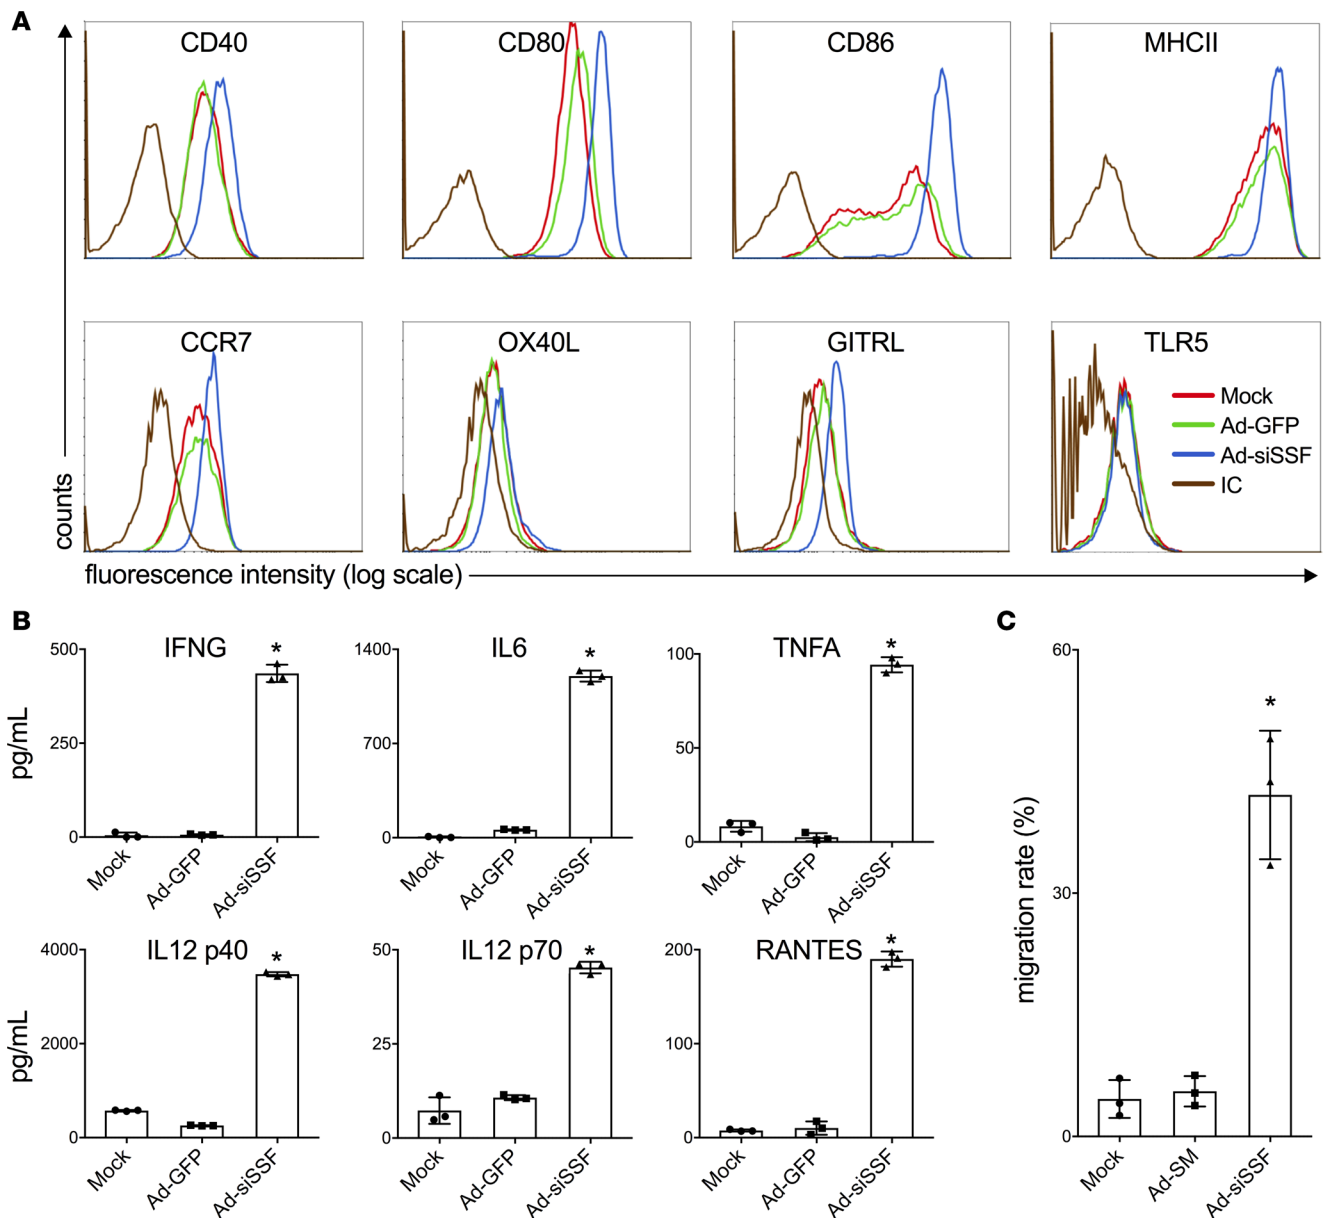 A
CD40
CD80
CD86
MHCII
CCR7
OX40L
GITRL
TLR5
Mock
Ad-GFP
Ad-siSSF
IC
counts
fluorescence intensity (log scale)
B
IFNG
*
500
250
0
pg/mL
Mock
Ad-GFP
Ad-siSSF
IL6
*
1400
700
0
Mock
Ad-GFP
Ad-siSSF
TNFA
*
100
50
0
Mock
Ad-GFP
Ad-siSSF
IL12 p40
*
4000
2000
0
pg/mL
Mock
Ad-GFP
Ad-siSSF
IL12 p70
*
50
25
0
Mock
Ad-GFP
Ad-siSSF
RANTES
*
200
100
0
Mock
Ad-GFP
Ad-siSSF
C
60
30
0
*
migration rate (%)
Mock
Ad-SM
Ad-siSSF